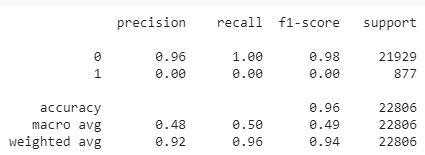 precision recall f1-score support
0 0.96 1.00 0.98 21929
1 0.00 0.00 0.00 877
accuracy 0.96 22806
macro avg 0.48 0.50 0.49 22806
weighted avg 0.92 0.96 0.94 22806